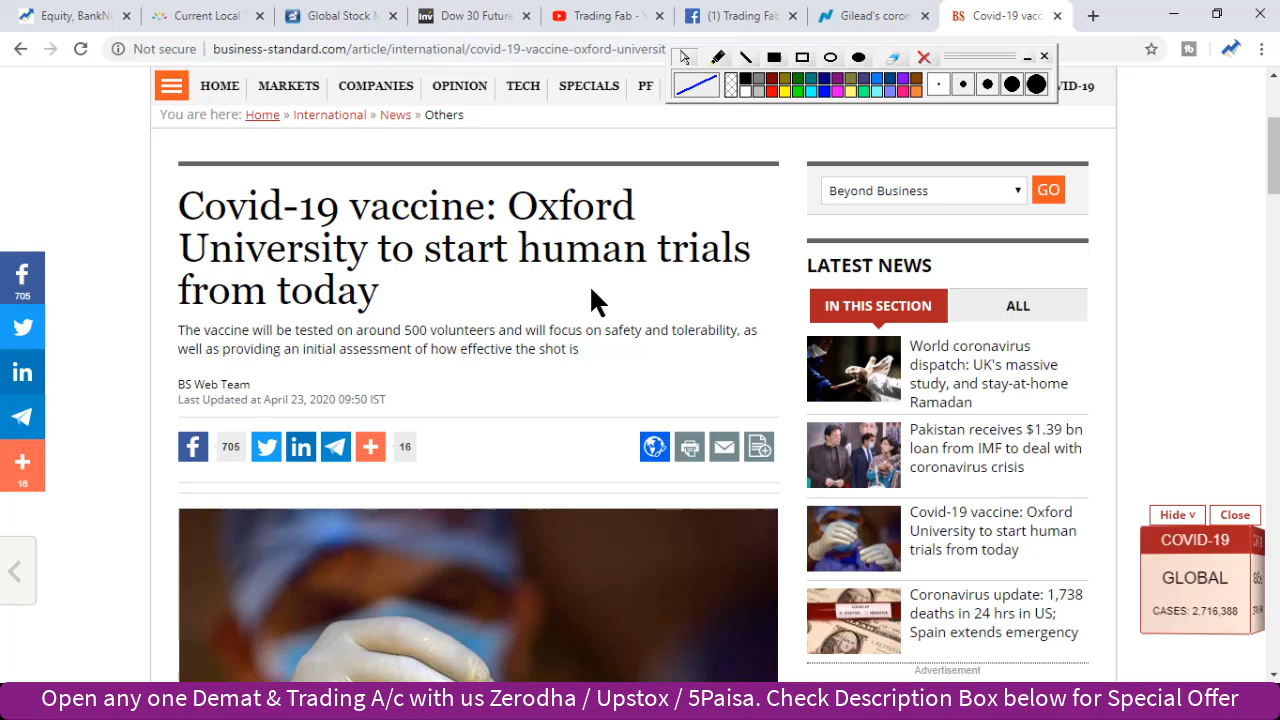 Equity, BankNi
Current Local T
Global Stock M
Dow 30 Future
Trading Fab - Y
(1) Trading Fab
Gilead's coron
BS Covid-19 vacc
Not secure
business-standard.com/article/international/covid-19-vaccine-oxford-universit
HOME
MARKETS
COMPANIES
OPINION
TECH
SPECIALS
PF
VID-19
You are here: Home » International » News » Others
Covid-19 vaccine: Oxford
University to start human trials
from today
The vaccine will be tested on around 500 volunteers and will focus on safety and tolerability, as
well as providing an initial assessment of how effective the shot is
BS Web Team
Last Updated at April 23, 2020 09:50 IST
705
16
705
16
Beyond Business
GO
LATEST NEWS
IN THIS SECTION
ALL
World coronavirus
dispatch: UK's massive
study, and stay-at-home
Ramadan
Pakistan receives $1.39 bn
loan from IMF to deal with
coronavirus crisis
Covid-19 vaccine: Oxford
University to start human
trials from today
Coronavirus update: 1,738
deaths in 24 hrs in US;
Spain extends emergency
Advertisement
Hide v
Close
COVID-19
GLOBAL
CASES: 2,716,388
Open any one Demat & Trading A/c with us Zerodha / Upstox / 5Paisa. Check Description Box below for Special Offer